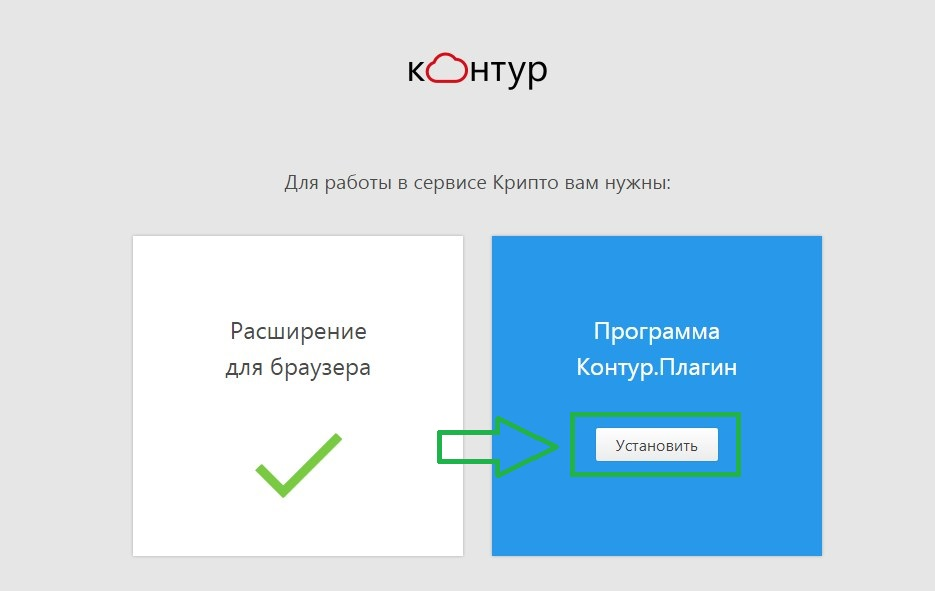 контур
Для работы в сервисе Крипто вам нужны:
Расширение
для браузера
Программа
Контур.Плагин
Установить